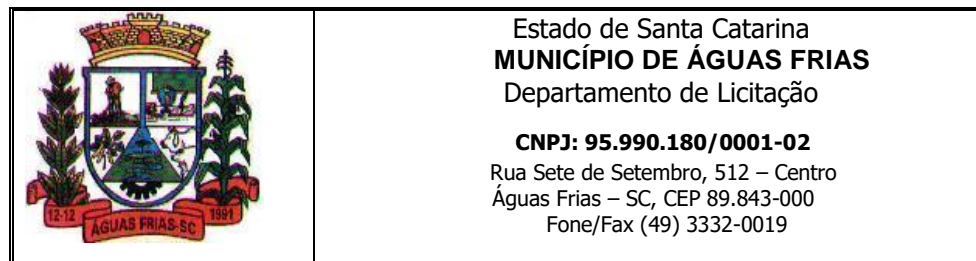 Estado de Santa Catarina
MUNICÍPIO DE ÁGUAS FRIAS
Departamento de Licitação
CNPJ: 95.990.180/0001-02
Rua Sete de Setembro, 512 – Centro
Águas Frias – SC, CEP 89.843-000
Fone/Fax (49) 3332-0019
12-12
ÁGUAS FRIAS-SC
1991